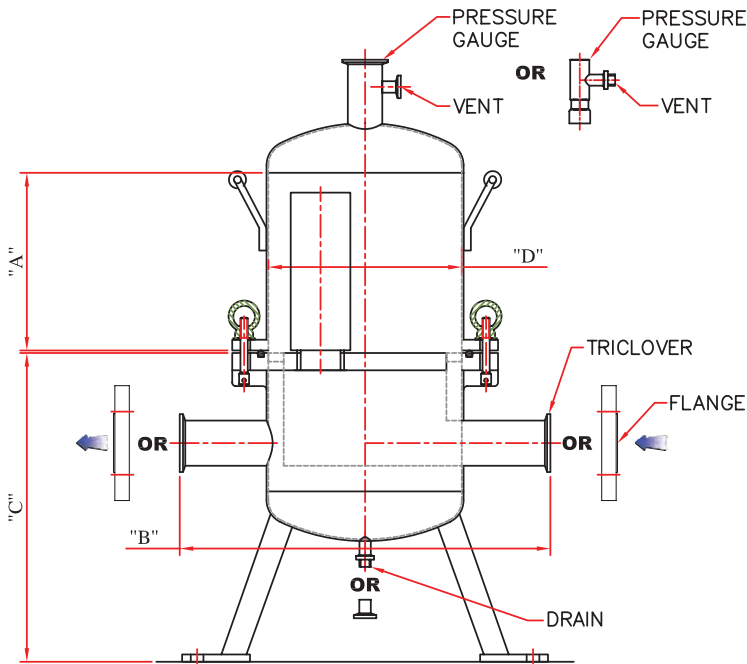 PRESSURE
GAUGE
VENT
OR
PRESSURE
GAUGE
VENT
"A"
"D"
TRICLOVER
FLANGE
OR
OR
"C"
"B"
OR
DRAIN